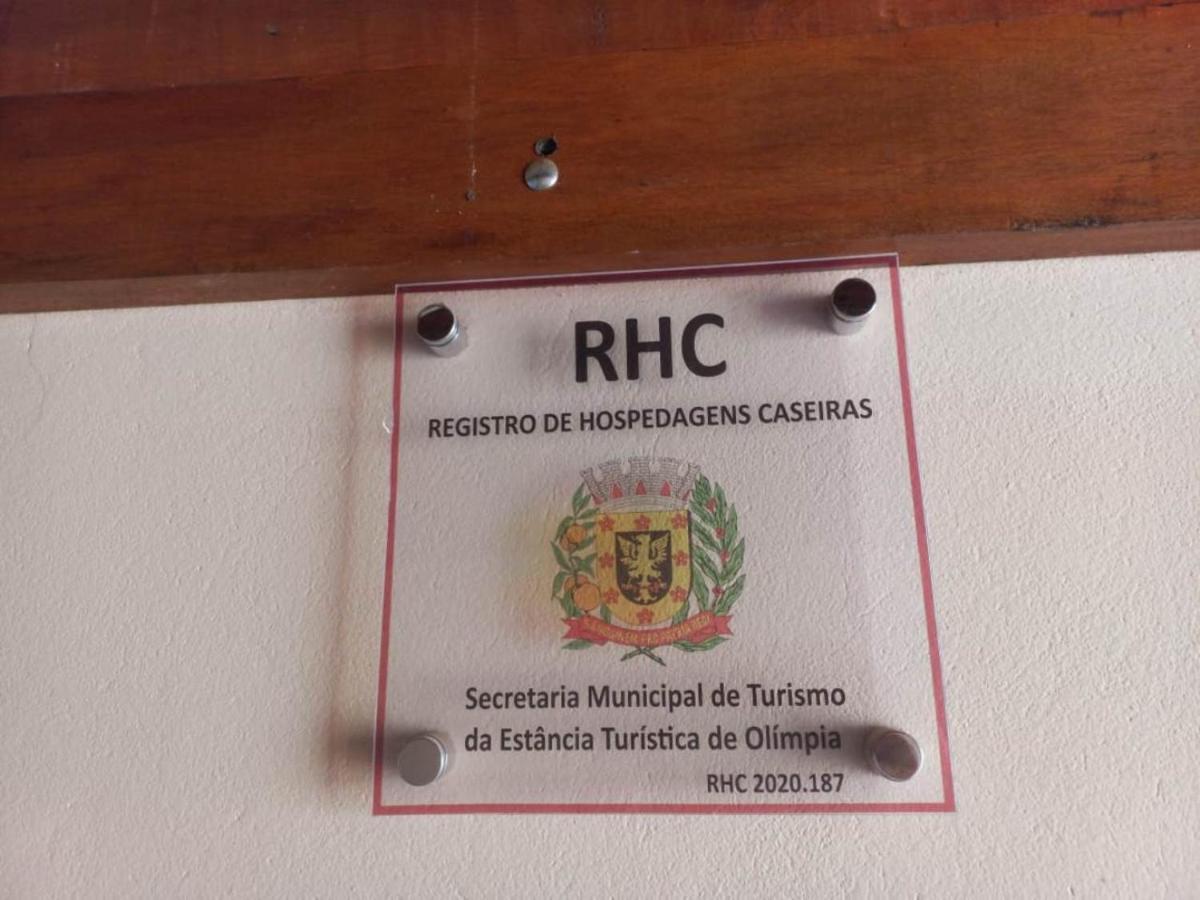 RHC
REGISTRO DE HOSPEDAGENS CASEIRAS
Secretaria Municipal de Turismo
da Estância Turística de Olímpia
RHC 2020.187